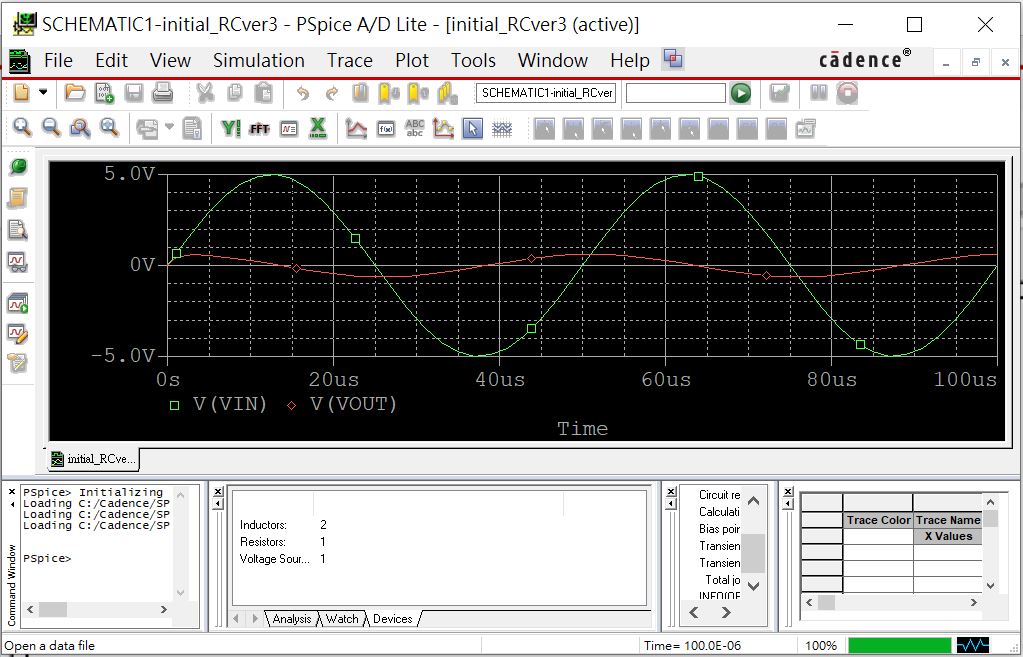 SCHEMATIC1-initial_RCver3 - PSpice A/D Lite - [initial_RCver3 (active)]
File Edit View Simulation Trace Plot Tools Window Help
cādence®
SCHEMATIC1-initial_RCver
FFT
ABC
abc
5.0V
0V
-5.0V
0s 20us 40us 60us 80us 100us
V(VIN) V(VOUT)
Time
initial_RCve...
Command Window
PSpice> Initializing
Loading C:/Cadence/SP
Loading C:/Cadence/SP
Loading C:/Cadence/SP
PSpice>
Inductors: 2
Resistors: 1
Voltage Sour... 1
Analysis Watch Devices
Circuit re
Calculati
Bias poir
Transien
Transien
Total jo
Trace Color Trace Name
X Values
Open a data file
Time= 100.0E-06 100%